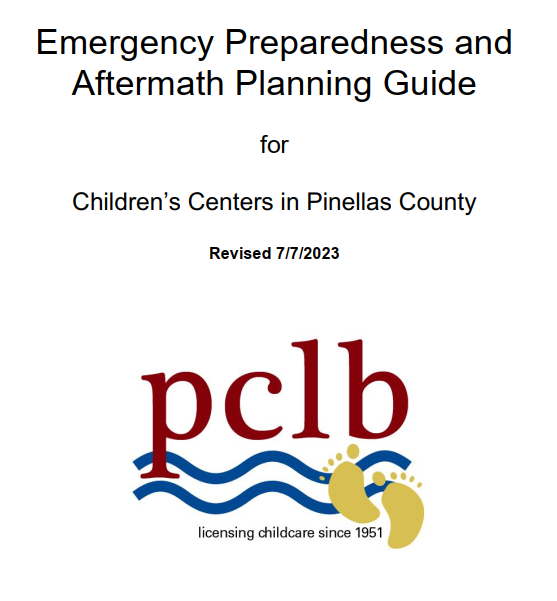 Emergency Preparedness and
Aftermath Planning Guide
for
Children's Centers in Pinellas County
Revised 7/7/2023
pclb
licensing childcare since 1951